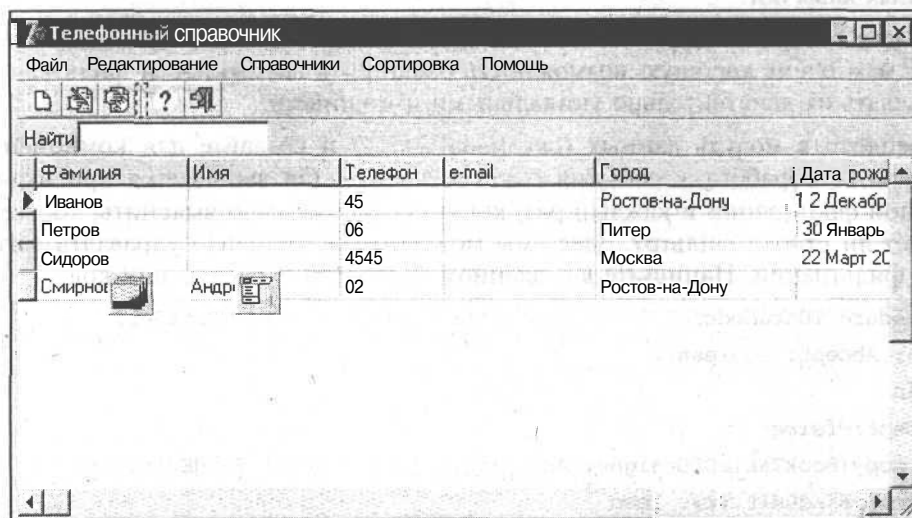 Телефонный справочник
Файл Редактирование Справочники Сортировка Помощь
?
Найти
Фамилия Имя Телефон e-mail Город Дата рожд
Иванов 45 Ростов-на-Дону 12 Декабр
Петров 06 Питер 30 Январь
Сидоров 4545 Москва 22 Март 20
Смирнов Андр 02 Ростов-на-Дону